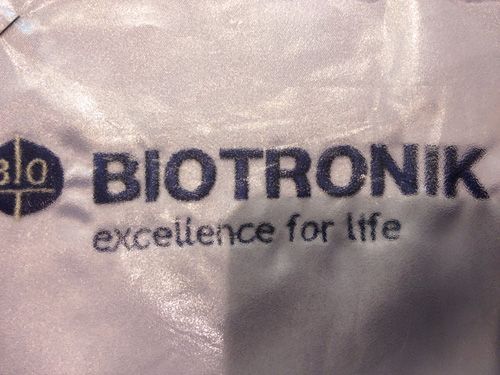 BIO
BIOTRONIK
excellence for life